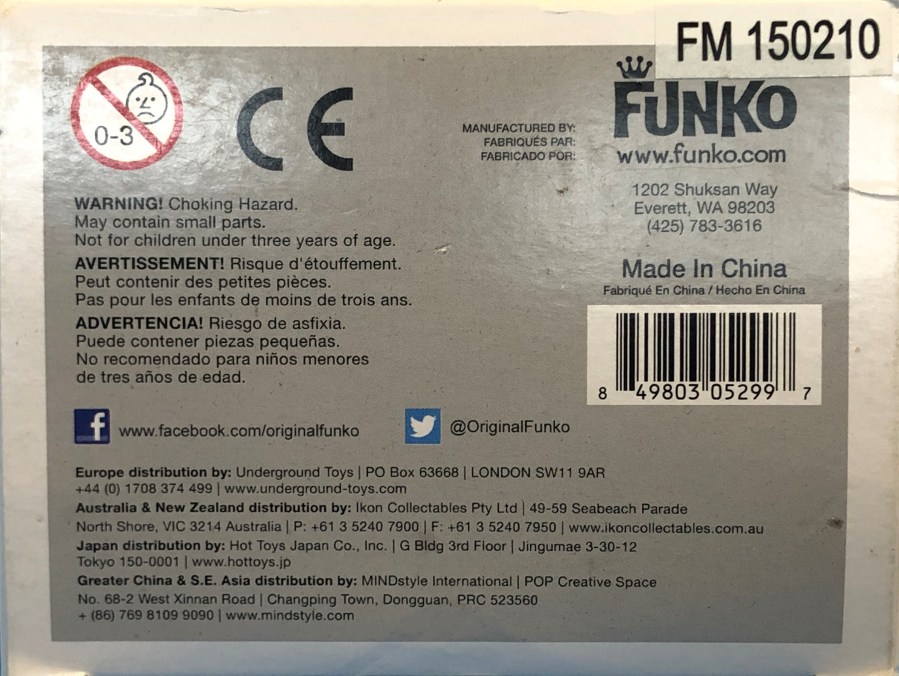 FM 150210
0-3
CE
MANUFACTURED BY:
FABRIQUÉS PAR:
FABRICADO POR:
FUNKO
www.funko.com
1202 Shuksan Way
Everett, WA 98203
(425) 783-3616
Made In China
Fabriqué En China / Hecho En China
8 49803 05299 7
WARNING! Choking Hazard.
May contain small parts.
Not for children under three years of age.
AVERTISSEMENT! Risque d'étouffement.
Peut contenir des petites pièces.
Pas pour les enfants de moins de trois ans.
ADVERTENCIA! Riesgo de asfixia.
Puede contener piezas pequeñas.
No recomendado para niños menores
de tres años de edad.
f www.facebook.com/originalfunko
@OriginalFunko
Europe distribution by: Underground Toys | PO Box 63668 | LONDON SW11 9AR
+44 (0) 1708 374 499 | www.underground-toys.com
Australia & New Zealand distribution by: Ikon Collectables Pty Ltd | 49-59 Seabeach Parade
North Shore, VIC 3214 Australia | P: +61 3 5240 7900 | F: +61 3 5240 7950 | www.ikoncollectables.com.au
Japan distribution by: Hot Toys Japan Co., Inc. | G Bldg 3rd Floor | Jingumae 3-30-12
Tokyo 150-0001 | www.hottoys.jp
Greater China & S.E. Asia distribution by: MINDstyle International | POP Creative Space
No. 68-2 West Xinnan Road | Changping Town, Dongguan, PRC 523560
+ (86) 769 8109 9090 | www.mindstyle.com